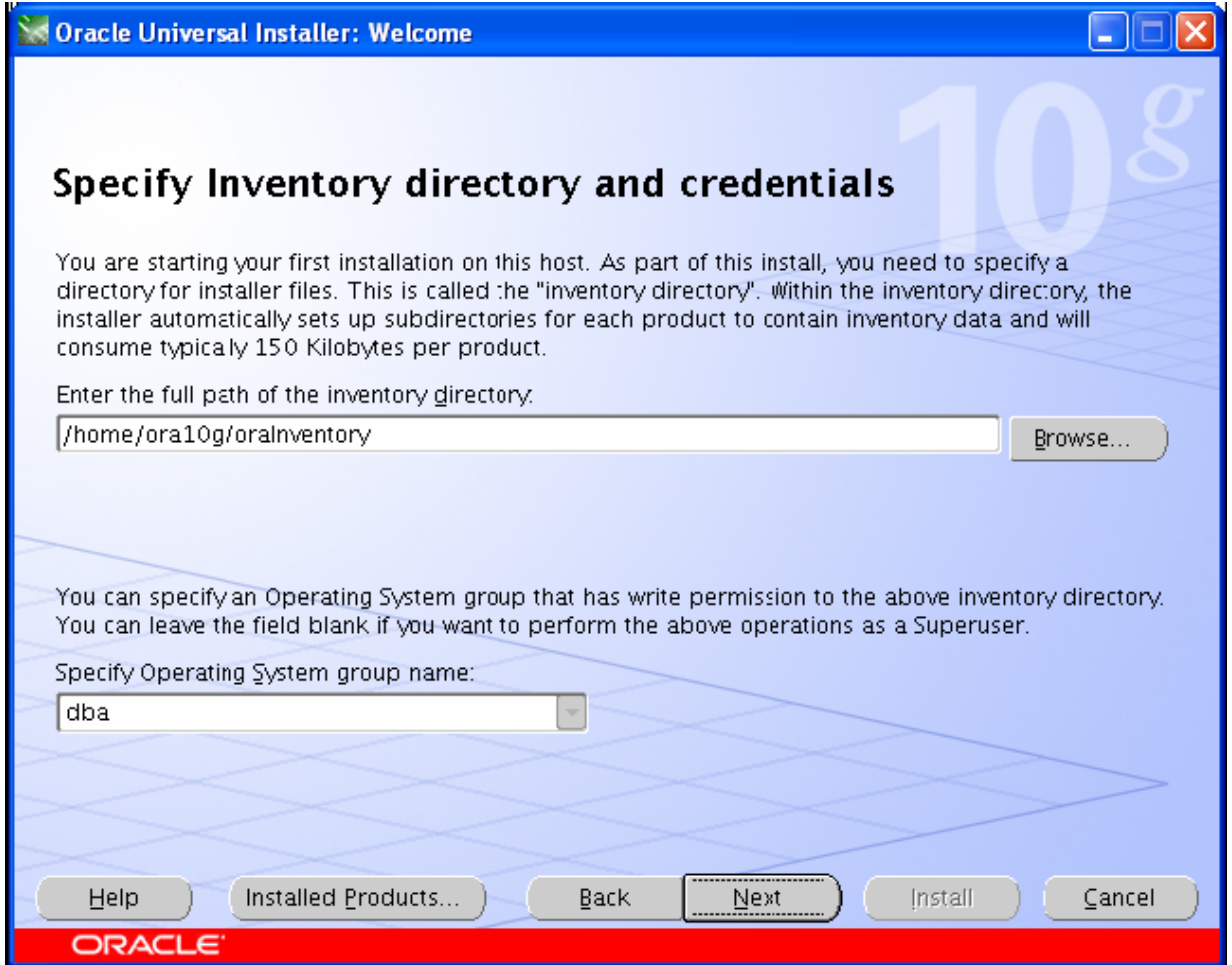 Oracle Universal Installer: Welcome
10g
Specify Inventory directory and credentials
You are starting your first installation on this host. As part of this install, you need to specify a
directory for installer files. This is called the "inventory directory". Within the inventory directory, the
installer automatically sets up subdirectories for each product to contain inventory data and will
consume typically 150 Kilobytes per product.
Enter the full path of the inventory directory:
/home/ora10g/oraInventory
Browse...
You can specify an Operating System group that has write permission to the above inventory directory.
You can leave the field blank if you want to perform the above operations as a Superuser.
Specify Operating System group name:
dba
Help Installed Products... Back Next Install Cancel
ORACLE